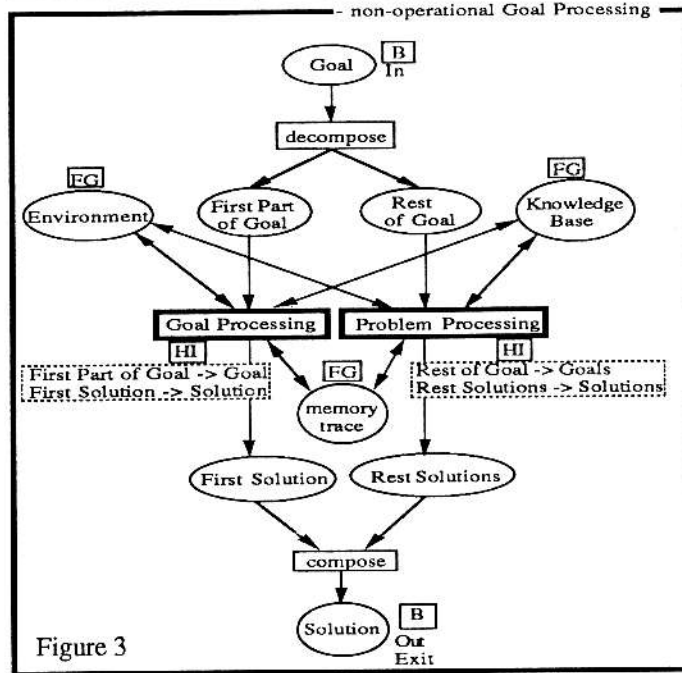 - non-operational Goal Processing
Goal
B
In
decompose
FG
FG
Environment
First Part
of Goal
Rest
of Goal
Knowledge
Base
Goal Processing
Problem Processing
HI
HI
First Part of Goal -> Goal
First Solution -> Solution
FG
Rest of Goal -> Goals
Rest Solutions -> Solutions
memory
trace
First Solution
Rest Solutions
compose
Solution
B
Out
Exit
Figure 3